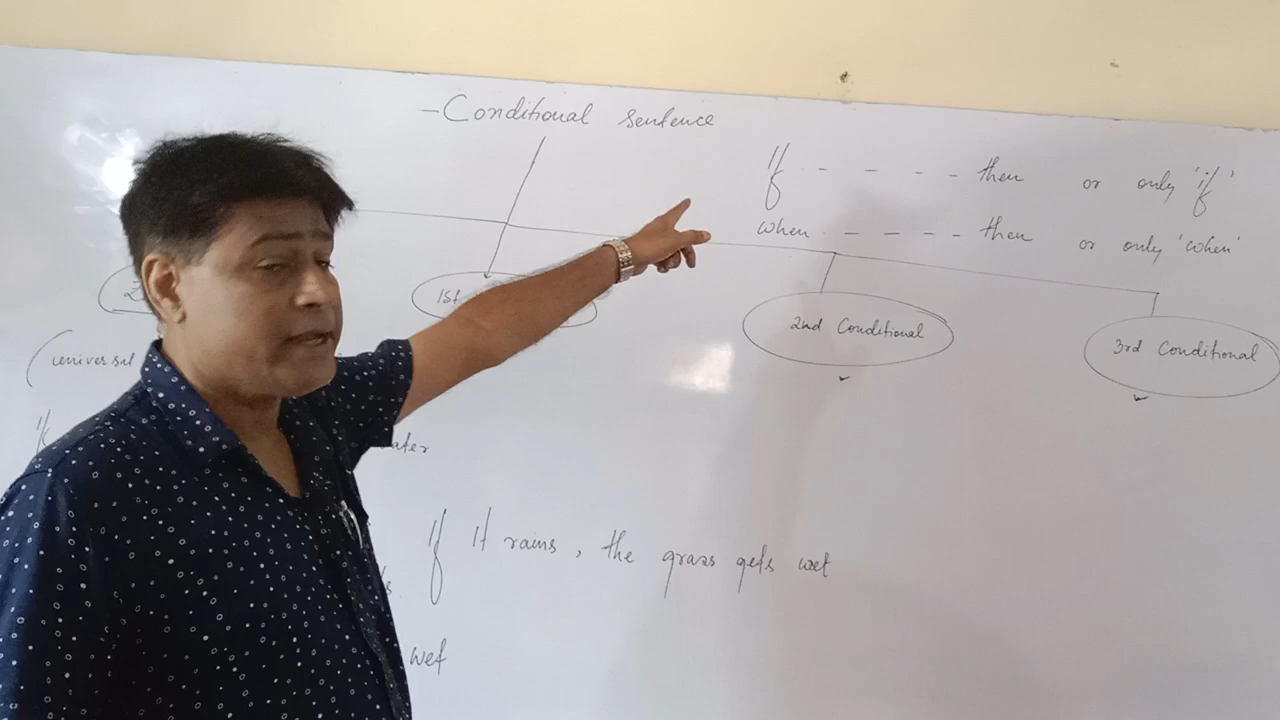 - Conditional sentence
If - - - - then or only 'if'
when - - - - then or only 'when'
1st
2nd Conditional
3rd Conditional
(universal
If
ater
If It rains, the grass gets wet
wet